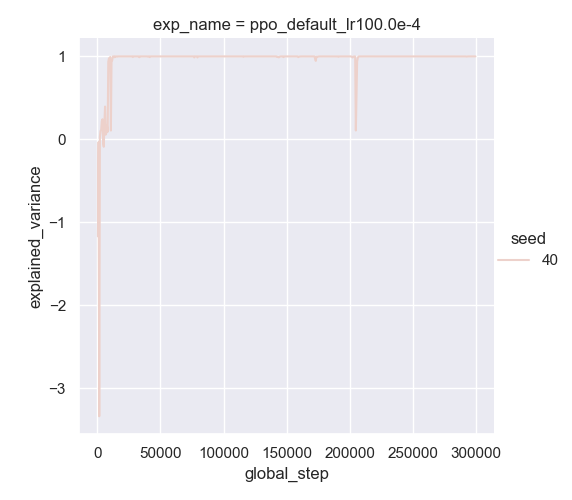 exp_name = ppo_default_lr100.0e-4
1
0
−1
−2
−3
explained_variance
0 50000 100000 150000 200000 250000 300000
global_step
seed
40